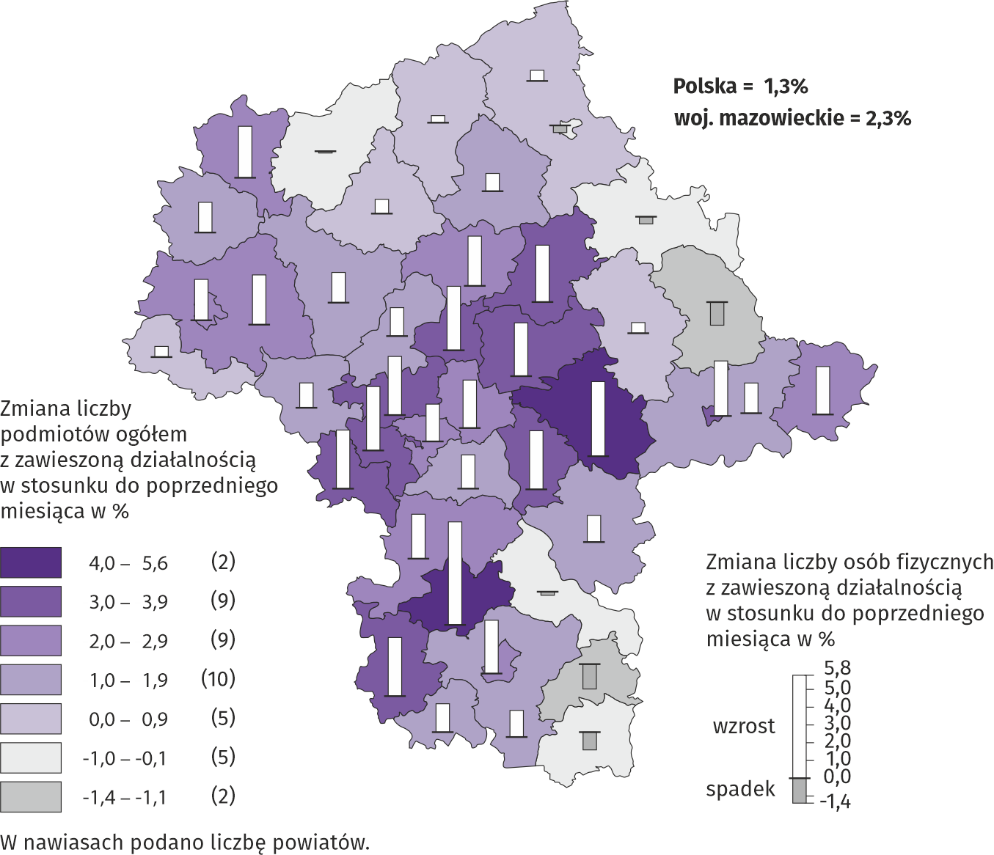 Polska = 1,3%
woj. mazowieckie = 2,3%
Zmiana liczby
podmiotów ogółem
z zawieszoną działalnością
w stosunku do poprzedniego
miesiąca w %
4,0 – 5,6 (2)
3,0 – 3,9 (9)
2,0 – 2,9 (9)
1,0 – 1,9 (10)
0,0 – 0,9 (5)
-1,0 – -0,1 (5)
-1,4 – -1,1 (2)
Zmiana liczby osób fizycznych
z zawieszoną działalnością
w stosunku do poprzedniego
miesiąca w %
5,8
5,0
4,0
3,0
wzrost
2,0
1,0
0,0
spadek
-1,4
W nawiasach podano liczbę powiatów.